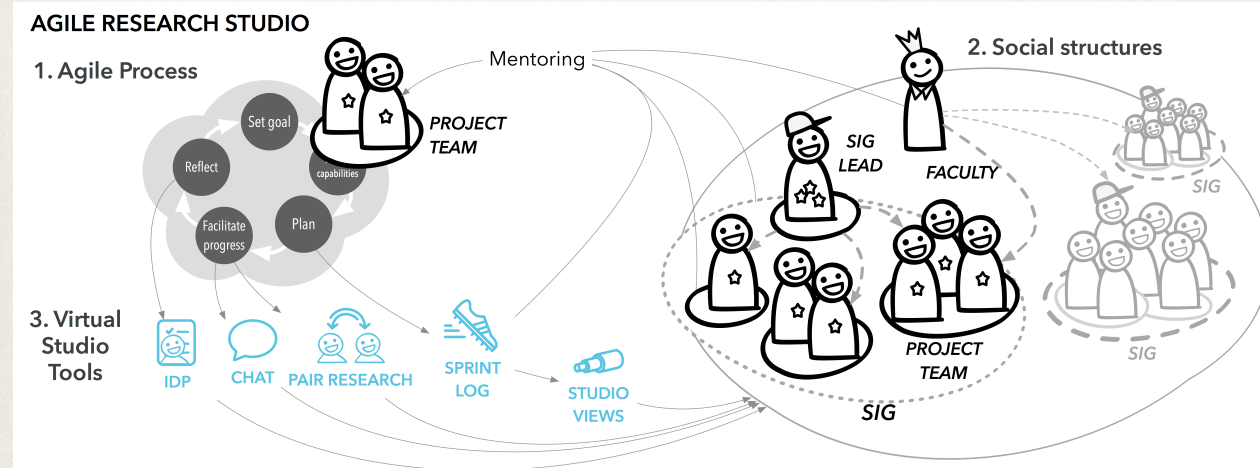 AGILE RESEARCH STUDIO
1. Agile Process
Mentoring
2. Social structures
Set goal
PROJECT
TEAM
capabilities
Reflect
Plan
Facilitate
progress
SIG
LEAD
FACULTY
SIG
3. Virtual
Studio
Tools
IDP
CHAT
PAIR RESEARCH
SPRINT
LOG
STUDIO
VIEWS
PROJECT
TEAM
SIG
SIG